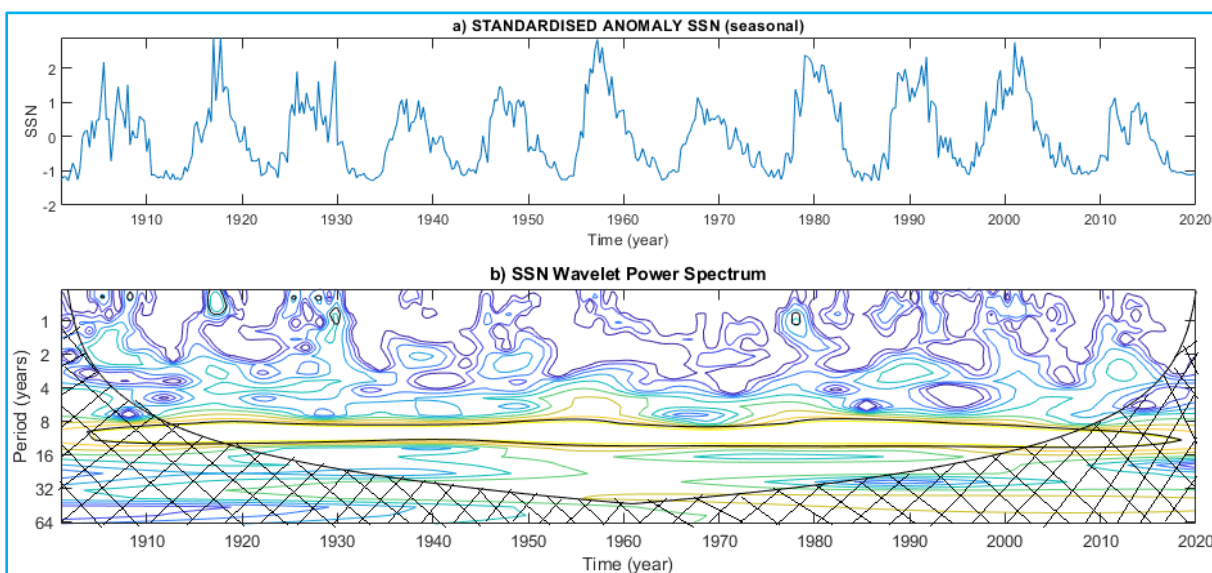 a) STANDARDISED ANOMALY SSN (seasonal)
2
1
0
-1
-2
SSN
1910 1920 1930 1940 1950 1960 1970 1980 1990 2000 2010 2020
Time (year)
b) SSN Wavelet Power Spectrum
1
2
4
8
16
32
64
Period (years)
1910 1920 1930 1940 1950 1960 1970 1980 1990 2000 2010 2020
Time (year)